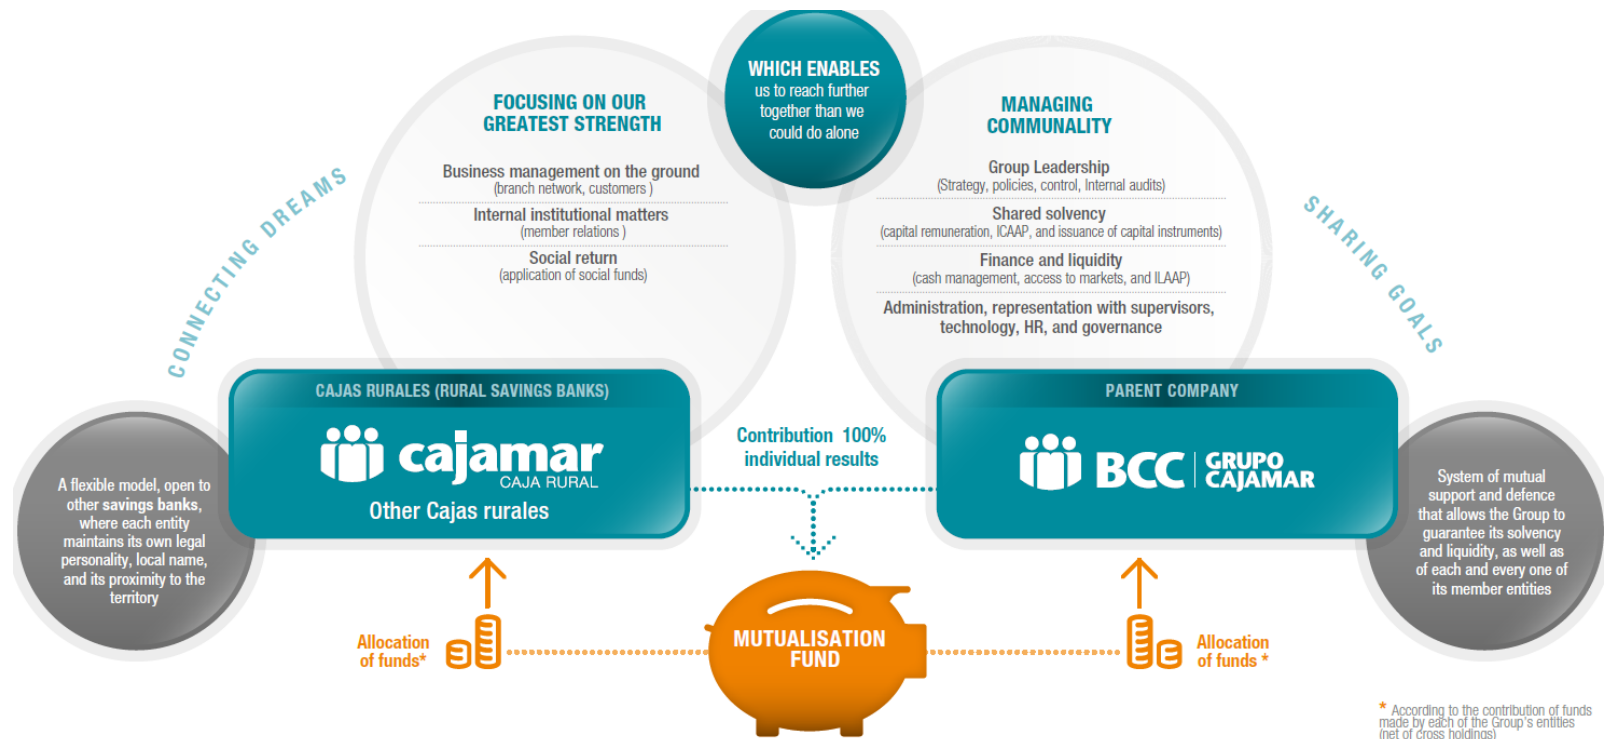 WHICH ENABLES
us to reach further
together than we
could do alone
FOCUSING ON OUR
GREATEST STRENGTH
Business management on the ground
(branch network, customers )
Internal institutional matters
(member relations )
Social return
(application of social funds)
MANAGING
COMMUNALITY
Group Leadership
(Strategy, policies, control, Internal audits)
Shared solvency
(capital remuneration, ICAAP, and issuance of capital instruments)
Finance and liquidity
(cash management, access to markets, and ILAAP)
Administration, representation with supervisors,
technology, HR, and governance
CONNECTING DREAMS
SHARING GOALS
CAJAS RURALES (RURAL SAVINGS BANKS)
cajamar
CAJA RURAL
Other Cajas rurales
Contribution 100%
individual results
PARENT COMPANY
BCC GRUPO
CAJAMAR
A flexible model, open to
other savings banks,
where each entity
maintains its own legal
personality, local name,
and its proximity to the
territory
System of mutual
support and defence
that allows the Group to
guarantee its solvency
and liquidity, as well as
of each and every one of
its member entities
Allocation
of funds*
MUTUALISATION
FUND
Allocation
of funds *
* According to the contribution of funds
made by each of the Group's entities
(net of cross holdings)